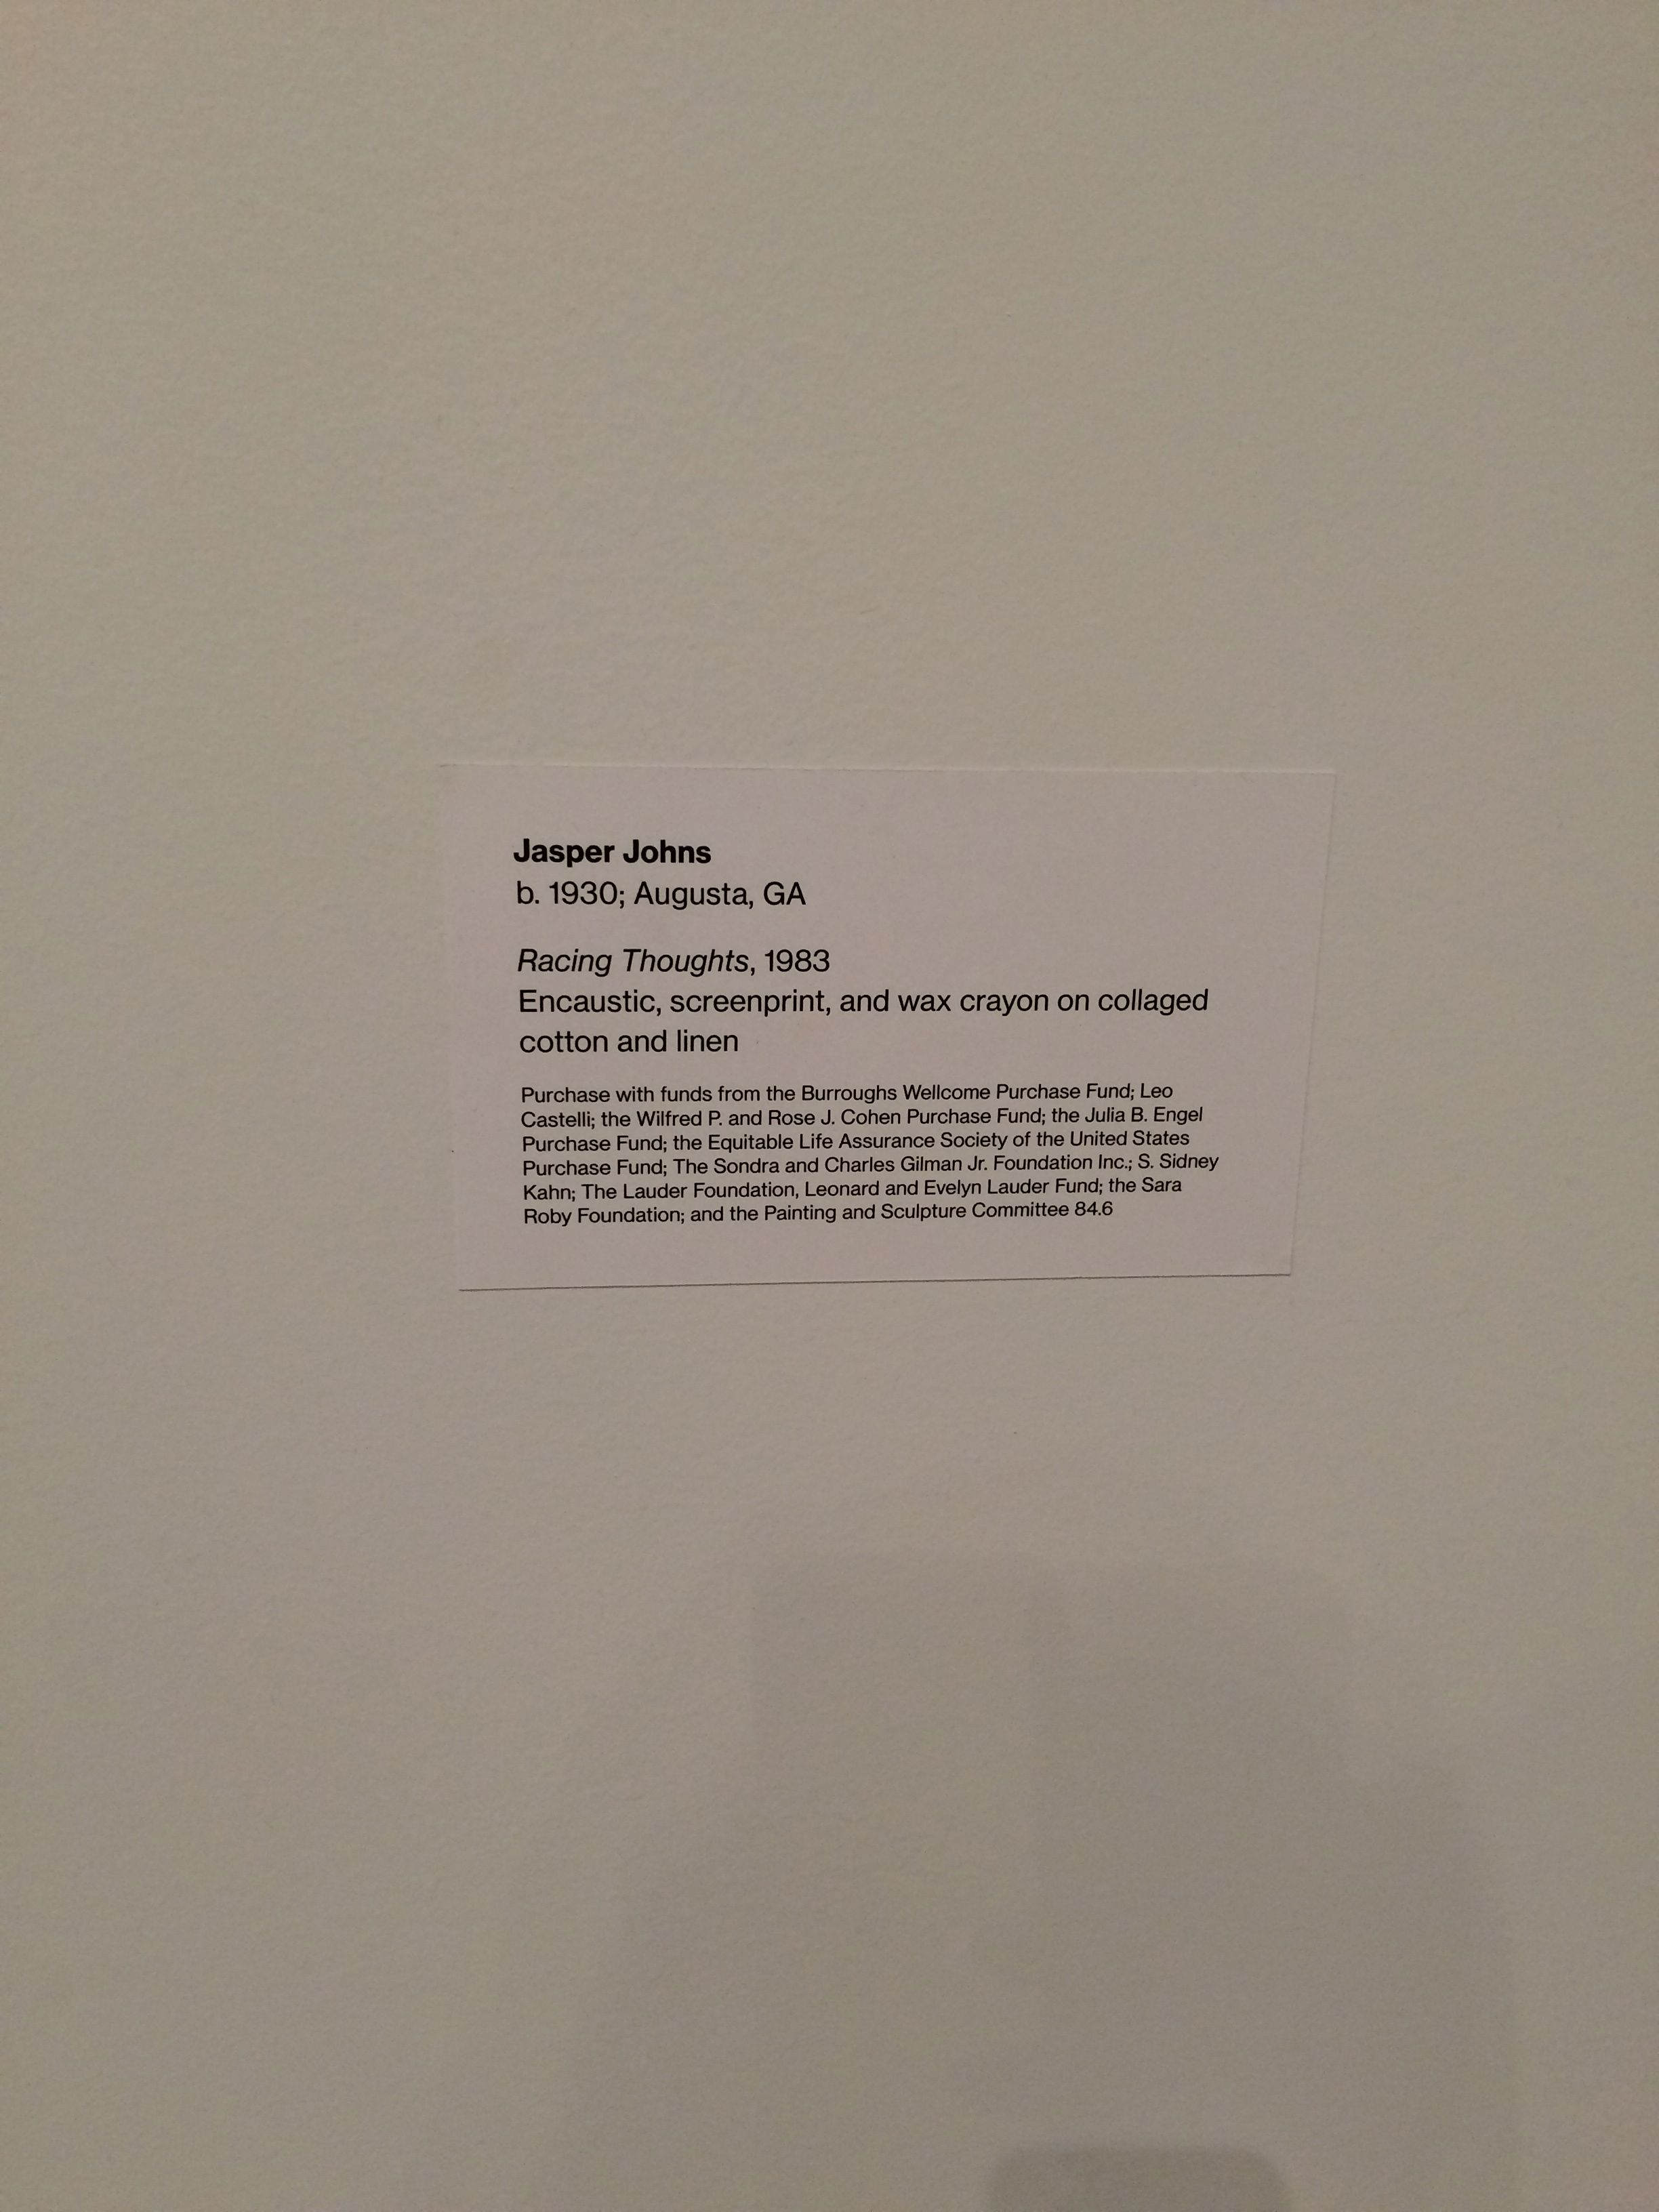 Jasper Johns
b. 1930; Augusta, GA
Racing Thoughts, 1983
Encaustic, screenprint, and wax crayon on collaged
cotton and linen
Purchase with funds from the Burroughs Wellcome Purchase Fund; Leo
Castelli; the Wilfred P. and Rose J. Cohen Purchase Fund; the Julia B. Engel
Purchase Fund; the Equitable Life Assurance Society of the United States
Purchase Fund; The Sondra and Charles Gilman Jr. Foundation Inc.; S. Sidney
Kahn; The Lauder Foundation, Leonard and Evelyn Lauder Fund; the Sara
Roby Foundation; and the Painting and Sculpture Committee 84.6